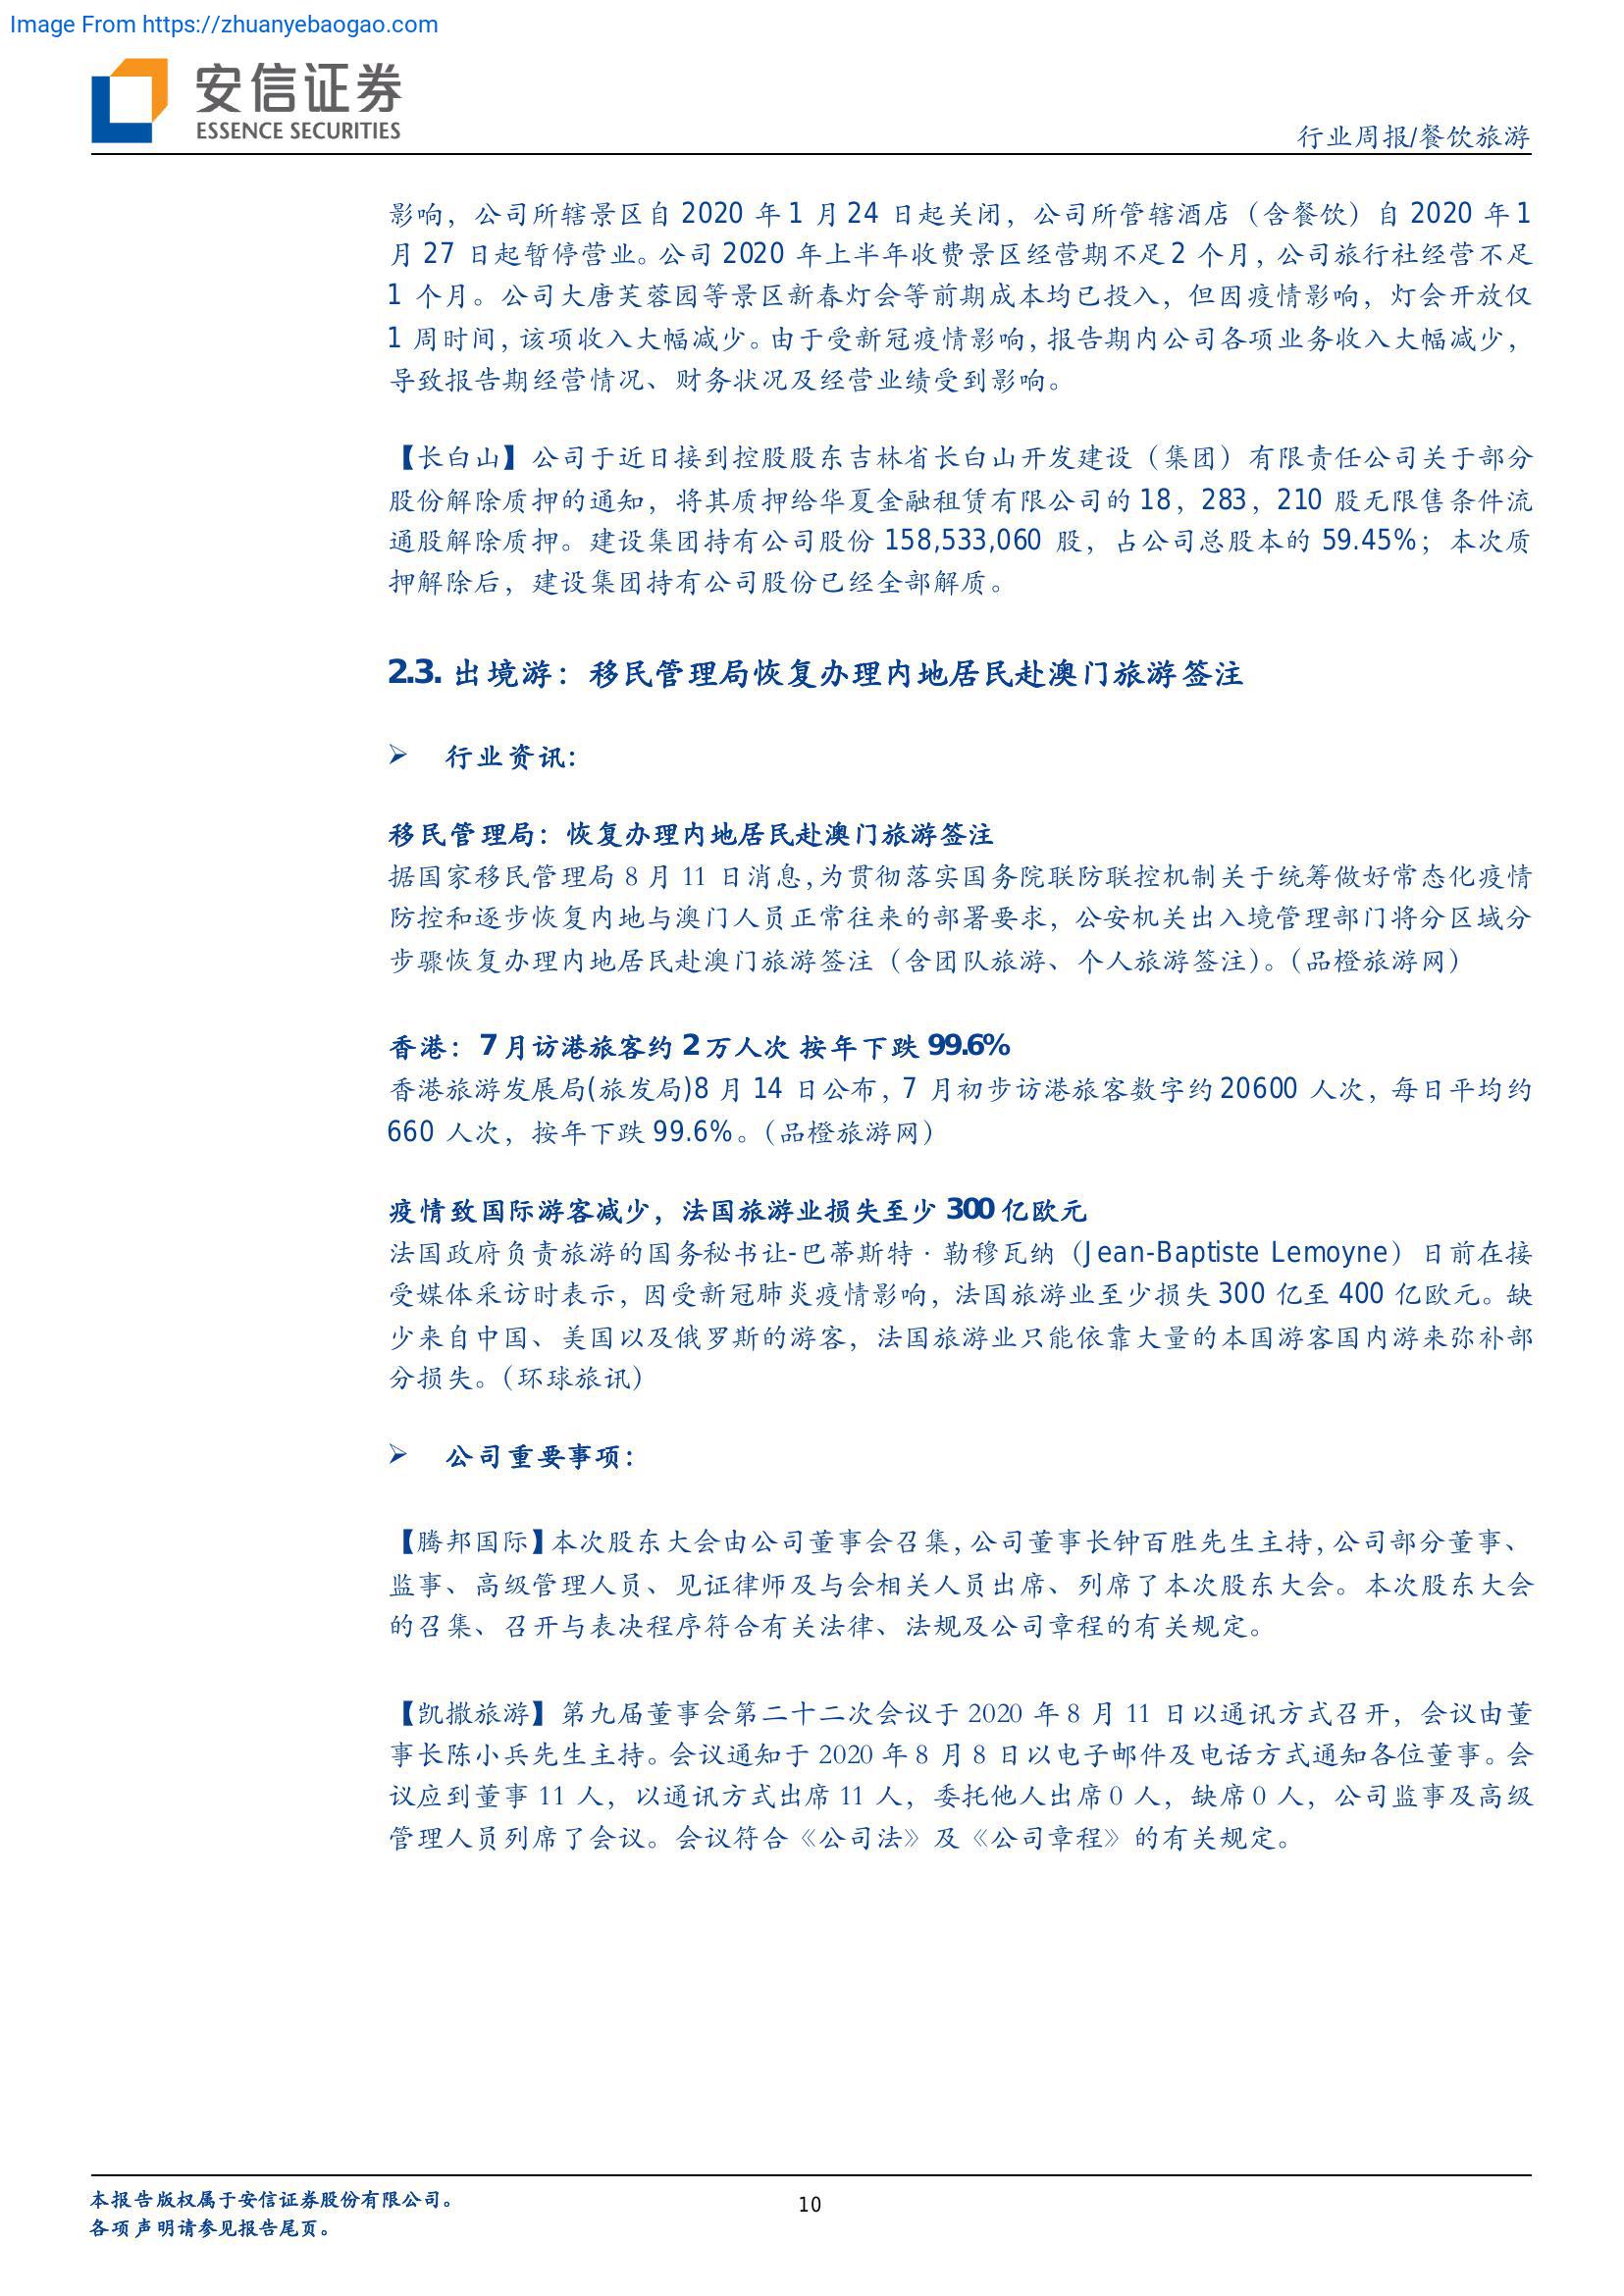 Image From https://zhuanyebaogao.com
安信证券
ESSENCE SECURITIES
行业周报/餐饮旅游
影响，公司所辖景区自 2020 年 1 月 24 日起关闭，公司所管辖酒店（含餐饮）自 2020 年 1
月 27 日起暂停营业。公司 2020 年上半年收费景区经营期不足 2 个月，公司旅行社经营不足
1 个月。公司大唐芙蓉园等景区新春灯会等前期成本均已投入，但因疫情影响，灯会开放仅
1 周时间，该项收入大幅减少。由于受新冠疫情影响，报告期内公司各项业务收入大幅减少，
导致报告期经营情况、财务状况及经营业绩受到影响。
【长白山】公司于近日接到控股股东吉林省长白山开发建设（集团）有限责任公司关于部分
股份解除质押的通知，将其质押给华夏金融租赁有限公司的 18，283，210 股无限售条件流
通股解除质押。建设集团持有公司股份 158,533,060 股，占公司总股本的 59.45%；本次质
押解除后，建设集团持有公司股份已经全部解质。
2.3. 出境游：移民管理局恢复办理内地居民赴澳门旅游签注
➢ 行业资讯：
移民管理局：恢复办理内地居民赴澳门旅游签注
据国家移民管理局 8 月 11 日消息，为贯彻落实国务院联防联控机制关于统筹做好常态化疫情
防控和逐步恢复内地与澳门人员正常往来的部署要求，公安机关出入境管理部门将分区域分
步骤恢复办理内地居民赴澳门旅游签注（含团队旅游、个人旅游签注）。（品橙旅游网）
香港：7 月访港旅客约 2 万人次 按年下跌 99.6%
香港旅游发展局(旅发局)8 月 14 日公布，7 月初步访港旅客数字约 20600 人次，每日平均约
660 人次，按年下跌 99.6%。（品橙旅游网）
疫情致国际游客减少，法国旅游业损失至少 300 亿欧元
法国政府负责旅游的国务秘书让-巴蒂斯特·勒穆瓦纳（Jean-Baptiste Lemoyne）日前在接
受媒体采访时表示，因受新冠肺炎疫情影响，法国旅游业至少损失 300 亿至 400 亿欧元。缺
少来自中国、美国以及俄罗斯的游客，法国旅游业只能依靠大量的本国游客国内游来弥补部
分损失。（环球旅讯）
➢ 公司重要事项：
【腾邦国际】本次股东大会由公司董事会召集，公司董事长钟百胜先生主持，公司部分董事、
监事、高级管理人员、见证律师及与会相关人员出席、列席了本次股东大会。本次股东大会
的召集、召开与表决程序符合有关法律、法规及公司章程的有关规定。
【凯撒旅游】第九届董事会第二十二次会议于 2020 年 8 月 11 日以通讯方式召开，会议由董
事长陈小兵先生主持。会议通知于 2020 年 8 月 8 日以电子邮件及电话方式通知各位董事。会
议应到董事 11 人，以通讯方式出席 11 人，委托他人出席 0 人，缺席 0 人，公司监事及高级
管理人员列席了会议。会议符合《公司法》及《公司章程》的有关规定。
本报告版权属于安信证券股份有限公司。
各项声明请参见报告尾页。
10